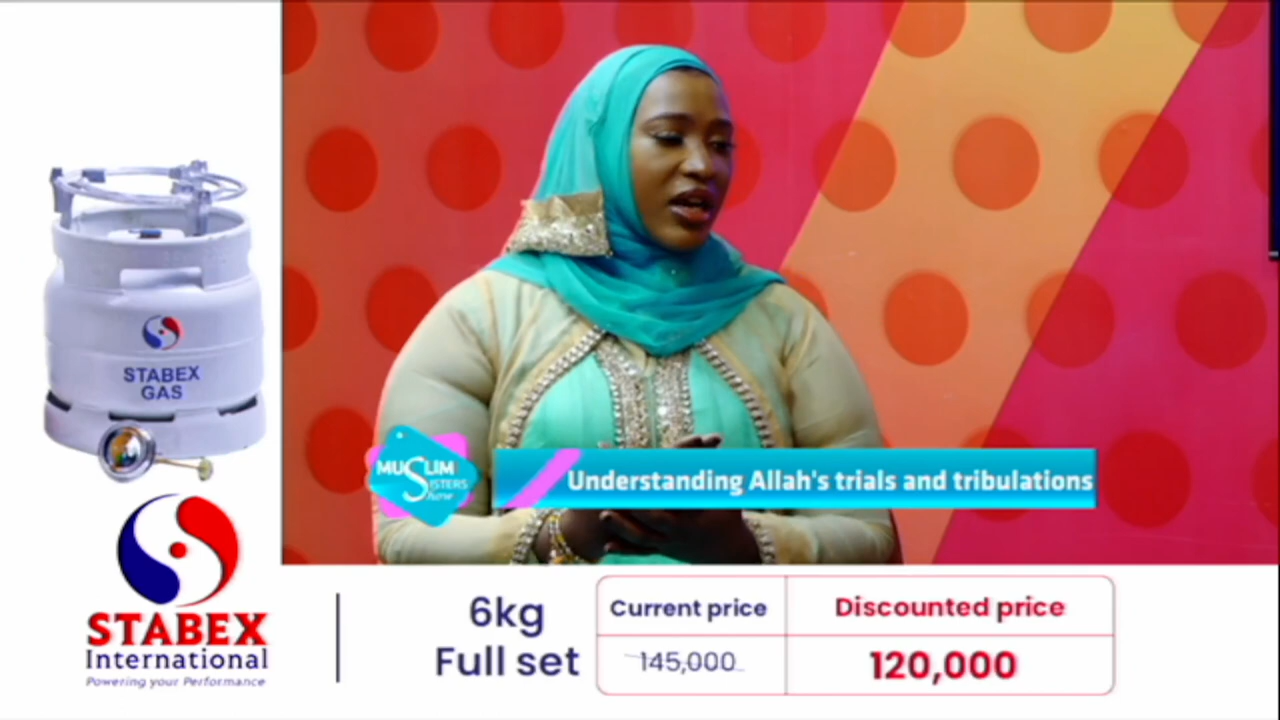 STABEX
GAS
MUSLIM
SISTERS
Show
Understanding Allah's trials and tribulations
STABEX
International
Powering your Performance
6kg
Full set
Current price
Discounted price
145,000
120,000